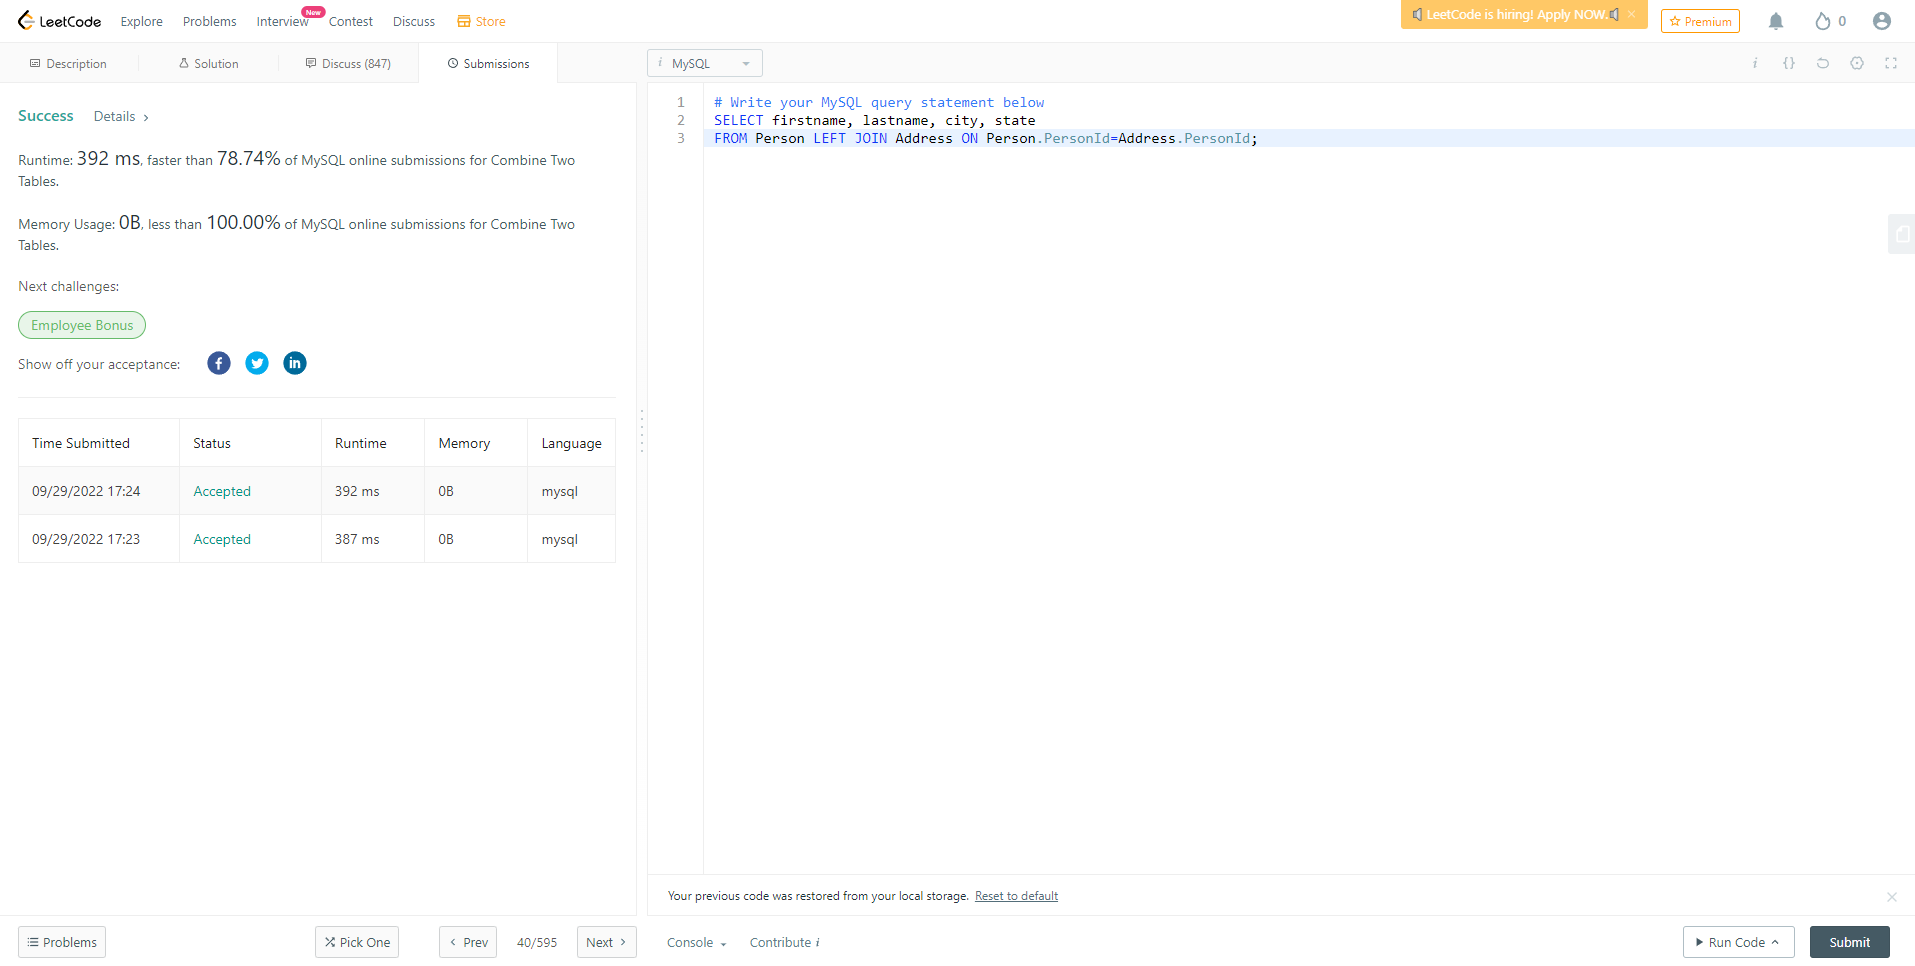 LeetCode Explore Problems Interview New Contest Discuss Store LeetCode is hiring! Apply NOW. × Premium 0
Description Solution Discuss (847) Submissions
i MySQL
i {}
Success Details ›
Runtime: 392 ms, faster than 78.74% of MySQL online submissions for Combine Two
Tables.
Memory Usage: 0B, less than 100.00% of MySQL online submissions for Combine Two
Tables.
Next challenges:
Employee Bonus
Show off your acceptance:
Time Submitted Status Runtime Memory Language
09/29/2022 17:24 Accepted 392 ms 0B mysql
09/29/2022 17:23 Accepted 387 ms 0B mysql
1 # Write your MySQL query statement below
2 SELECT firstname, lastname, city, state
3 FROM Person LEFT JOIN Address ON Person.PersonId=Address.PersonId;
Your previous code was restored from your local storage. Reset to default
Problems Pick One ‹ Prev 40/595 Next › Console Contribute i Run Code Submit